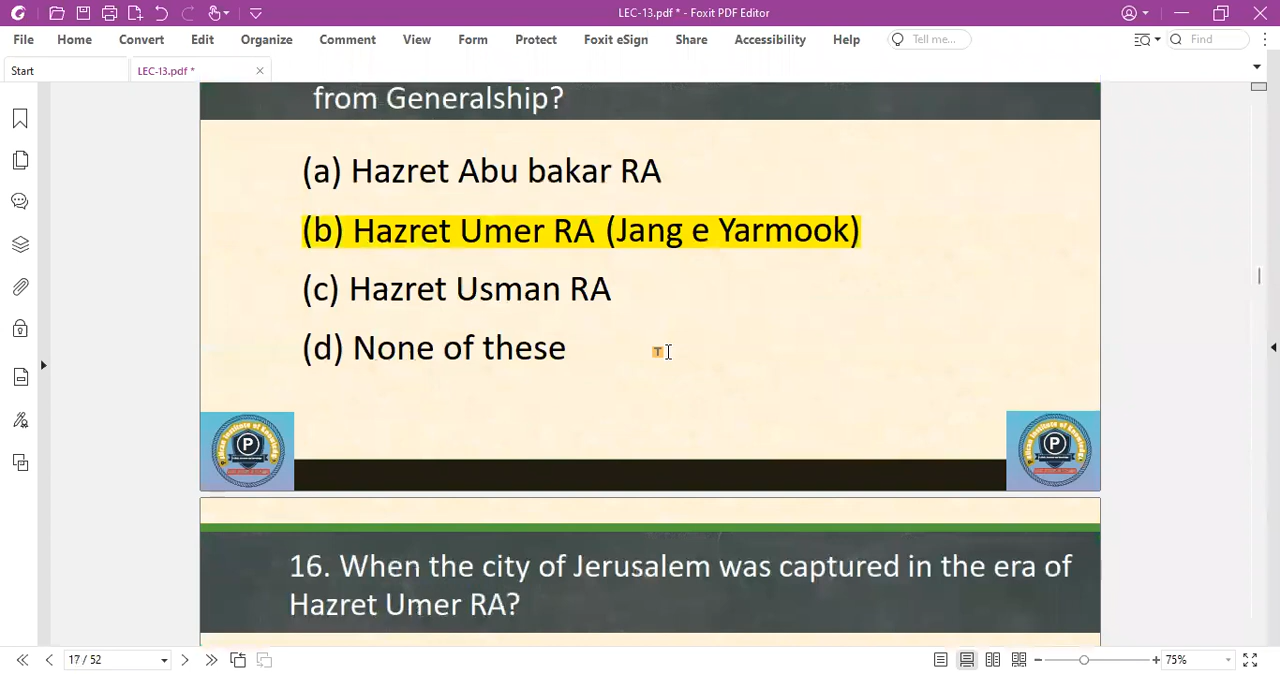 LEC-13.pdf * - Foxit PDF Editor
File Home Convert Edit Organize Comment View Form Protect Foxit eSign Share Accessibility Help Tell me... Find
Start LEC-13.pdf *
from Generalship?
(a) Hazret Abu bakar RA
(b) Hazret Umer RA (Jang e Yarmook)
(c) Hazret Usman RA
(d) None of these
T
P P
16. When the city of Jerusalem was captured in the era of
Hazret Umer RA?
17 / 52 75%